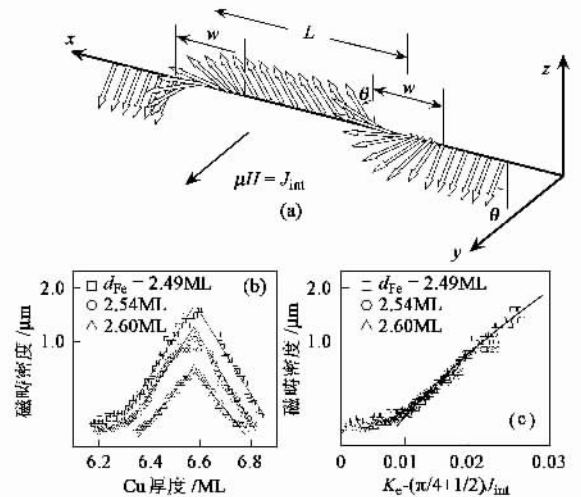 x
w
L
z
θ
w
μH = J_int
θ
(a)
y
磁畴密度 /μm
2.0
1.0
□ d_Fe = 2.49ML
○ 2.54ML
△ 2.60ML
(b)
6.2 6.4 6.6 6.8
Cu 厚度 /ML
磁畴密度 /μm
2.0
1.0
d_Fe = 2.49ML
○ 2.54ML
△ 2.60ML
(c)
0 0.01 0.02 0.03
K_e-(π/4+1/2)J_int